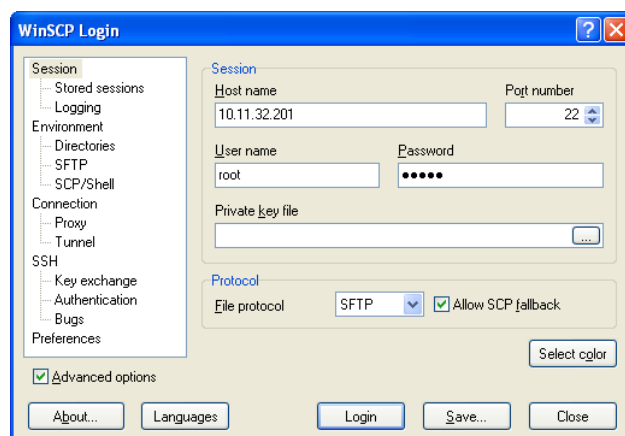 WinSCP Login
Session
Stored sessions
Logging
Environment
Directories
SFTP
SCP/Shell
Connection
Proxy
Tunnel
SSH
Key exchange
Authentication
Bugs
Preferences
Advanced options
Session
Host name Port number
10.11.32.201 22
User name Password
root •••••
Private key file
...
Protocol
File protocol SFTP Allow SCP fallback
Select color
About... Languages Login Save... Close